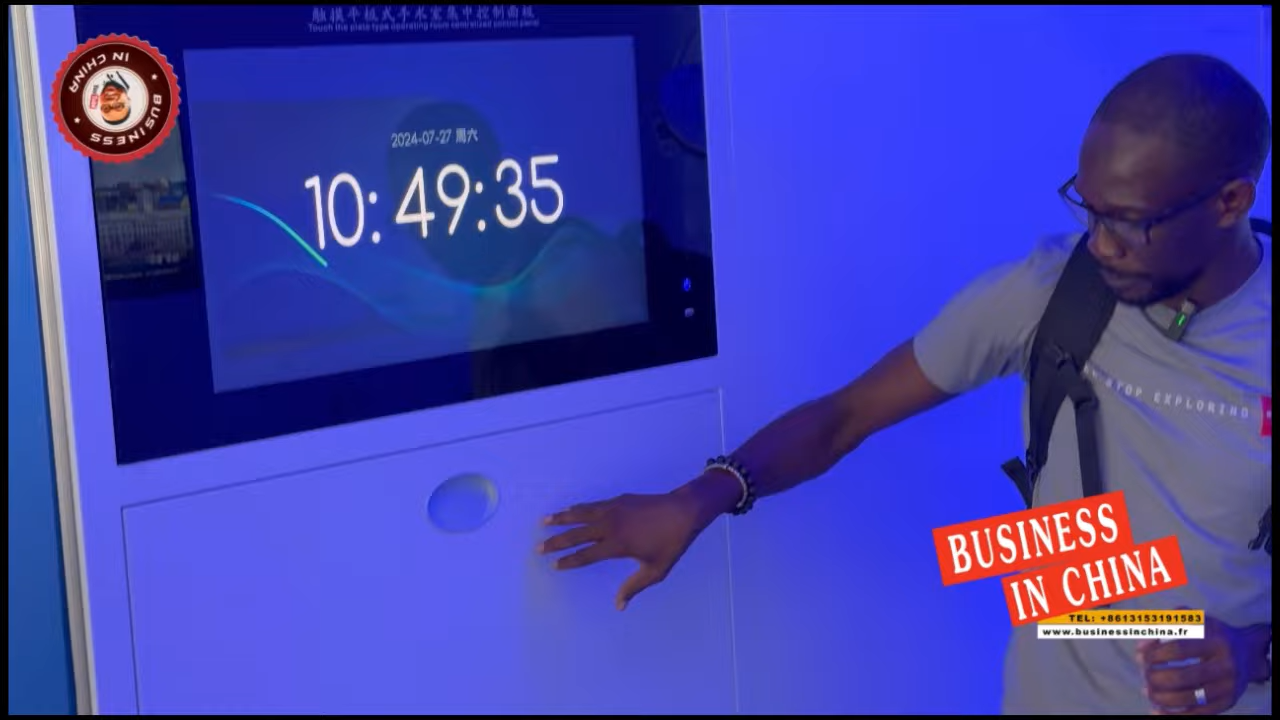 触摸平板式手术室集中控制面板
Touch the plate type operating room centralized control panel
IN CHINA
BUSINESS
2024-07-27 周六
10:49:35
STOP EXPLORING
BUSINESS
IN CHINA
TEL: +8613153191583
www.businessinchina.fr